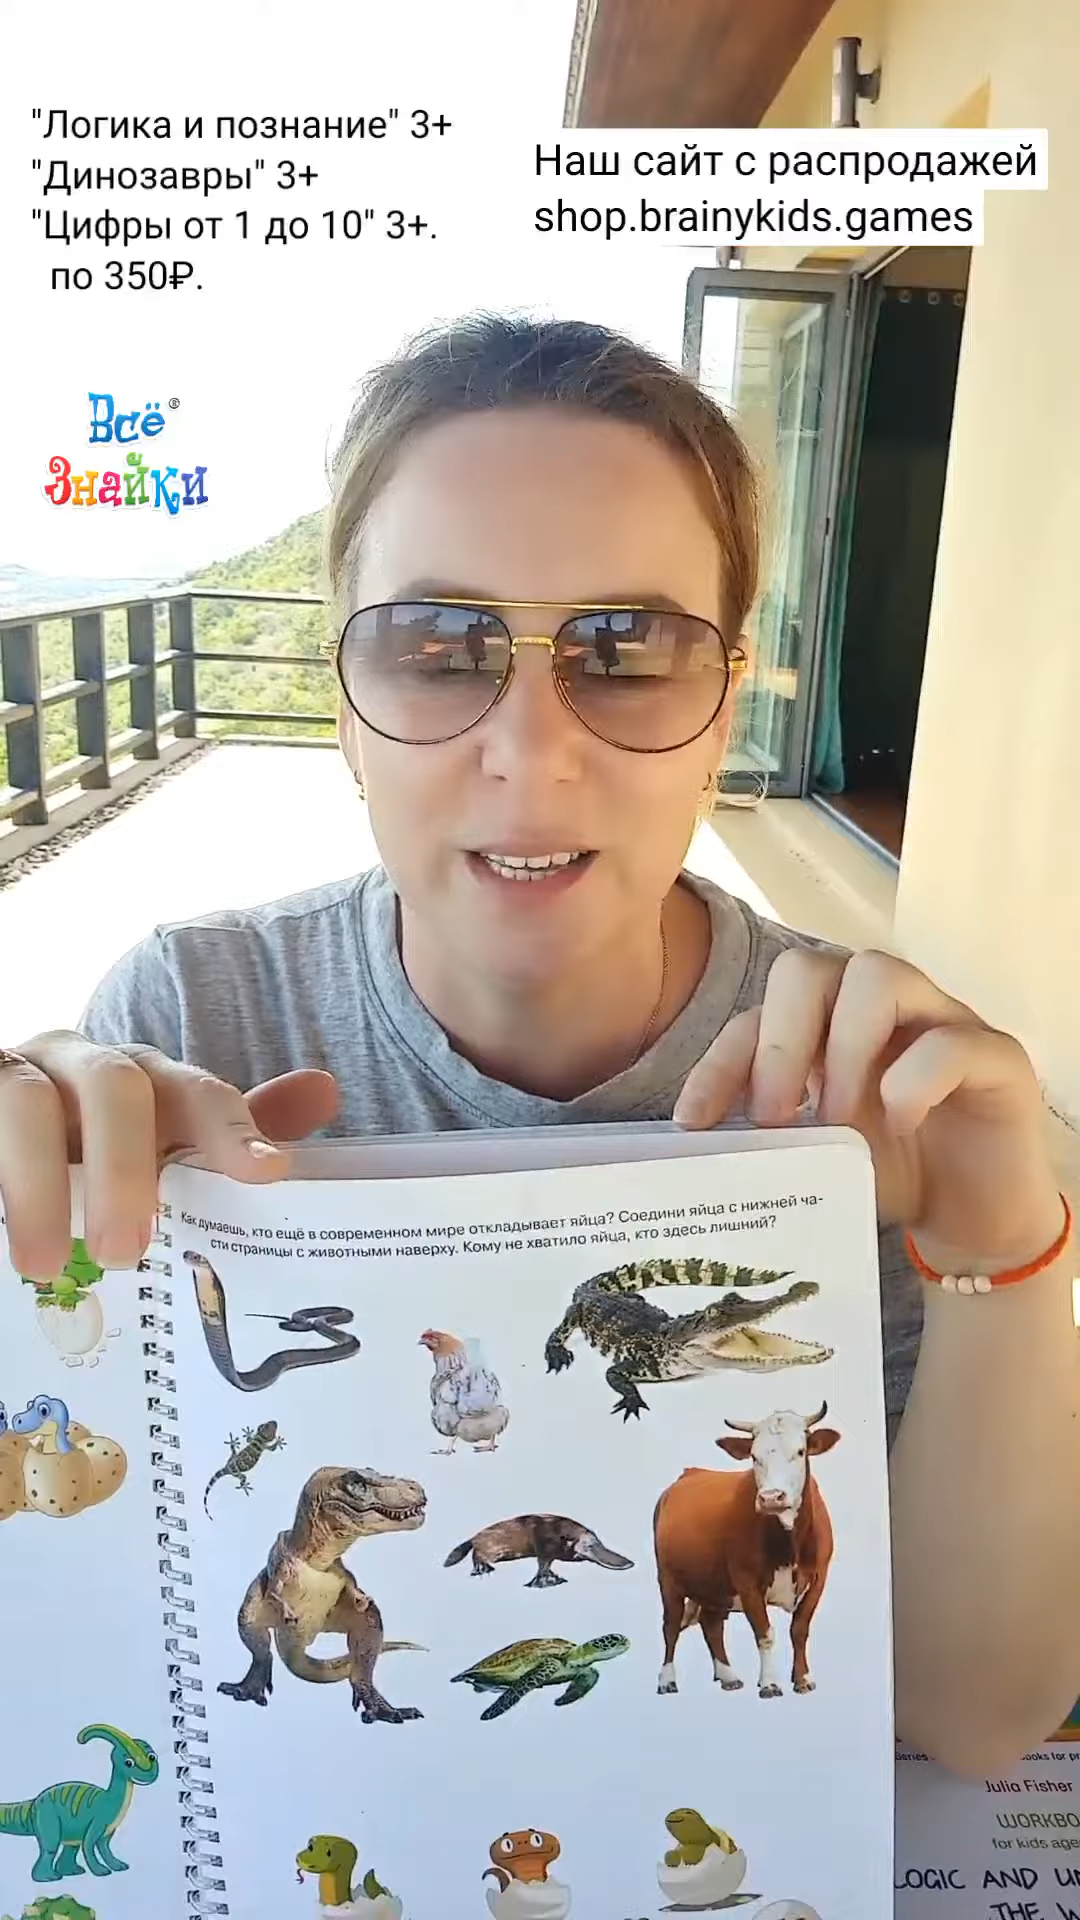 "Логика и познание" 3+
"Динозавры" 3+
"Цифры от 1 до 10" 3+.
по 350₽.
Наш сайт с распродажей
shop.brainykids.games
Всё®
Знайки
Как думаешь, кто ещё в современном мире откладывает яйца? Соедини яйца с нижней ча-
сти страницы с животными наверху. Кому не хватило яйца, кто здесь лишний?
Julia Fisher
WORKBO
for kids age
LOGIC AND U
THE W